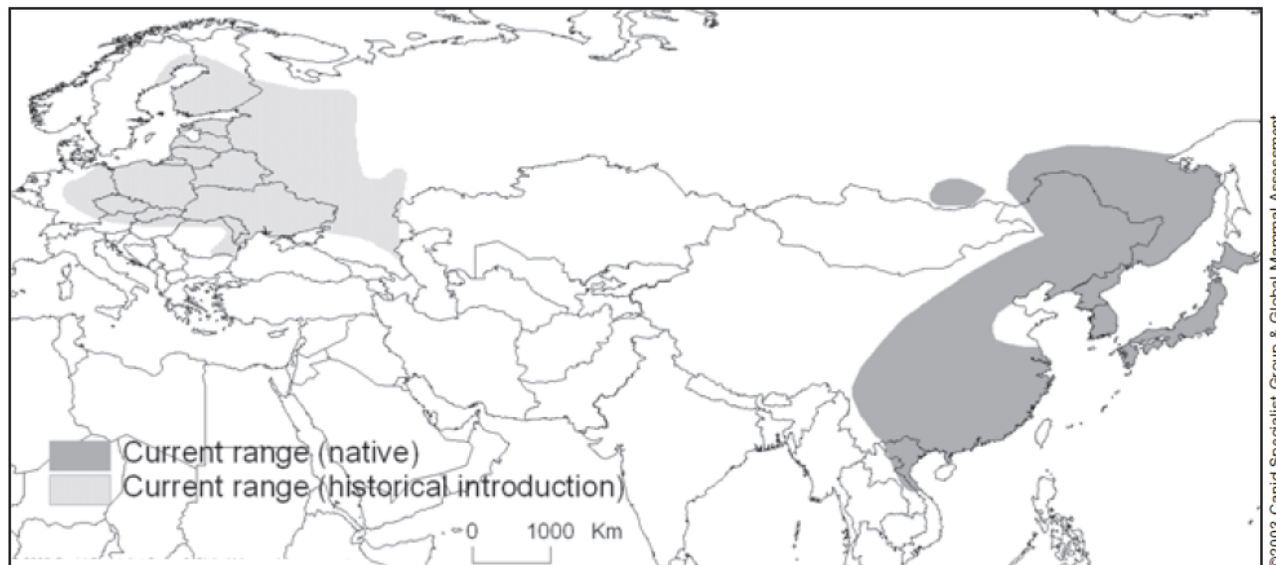 Current range (native)
Current range (historical introduction)
0 1000 Km
©2003 Canid Specialist Group & Global Mammal Assessment